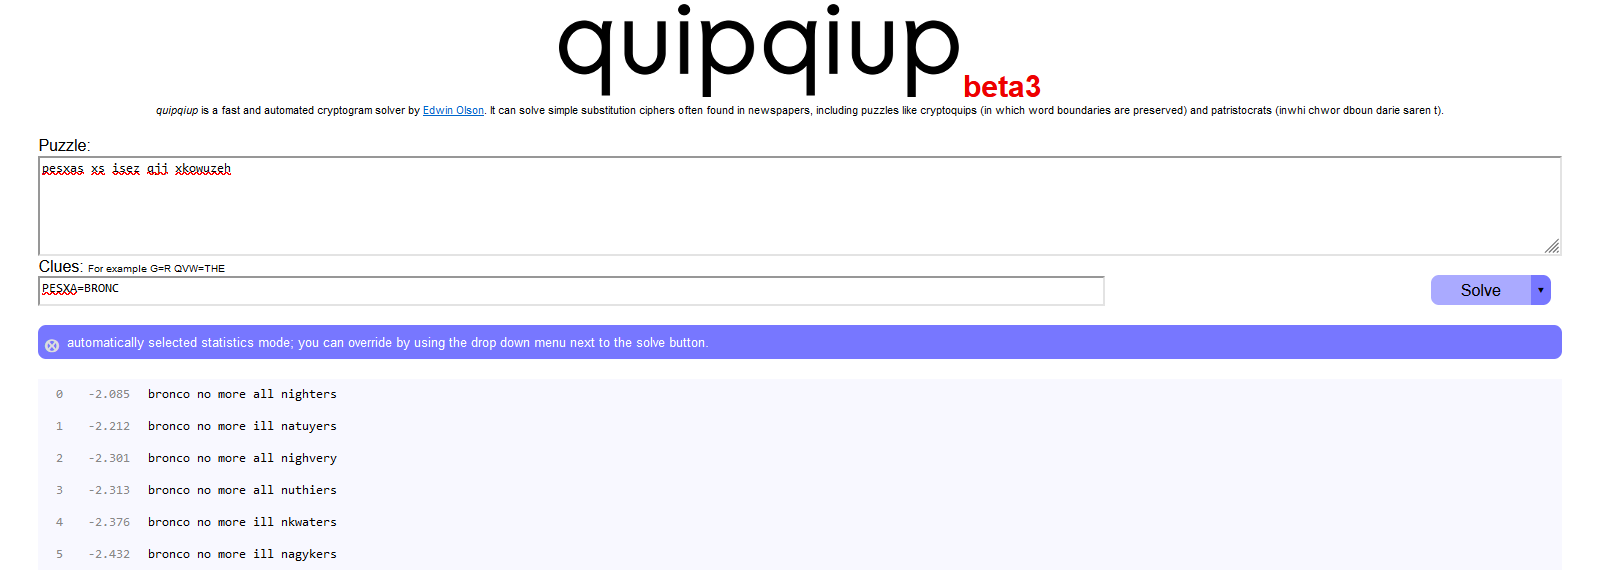 quipqiup beta3
quipqiup is a fast and automated cryptogram solver by Edwin Olson. It can solve simple substitution ciphers often found in newspapers, including puzzles like cryptoquips (in which word boundaries are preserved) and patristocrats (inwhi chwor dboun darie saren t).
Puzzle:
pesxas xs isez qjj xkowuzeh
Clues: For example G=R QVW=THE
PESXA=BRONC
Solve
automatically selected statistics mode; you can override by using the drop down menu next to the solve button.
0 -2.085 bronco no more all nighters
1 -2.212 bronco no more ill natuyers
2 -2.301 bronco no more all nighvery
3 -2.313 bronco no more all nuthiers
4 -2.376 bronco no more ill nkwaters
5 -2.432 bronco no more ill nagykers